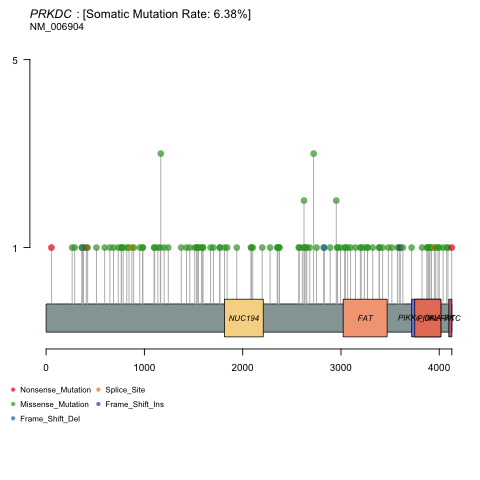 PRKDC : [Somatic Mutation Rate: 6.38%]
NM_006904
5
1
NUC194
FAT
0
1000
2000
3000
4000
Nonsense_Mutation
Splice_Site
Missense_Mutation
Frame_Shift_Ins
Frame_Shift_Del